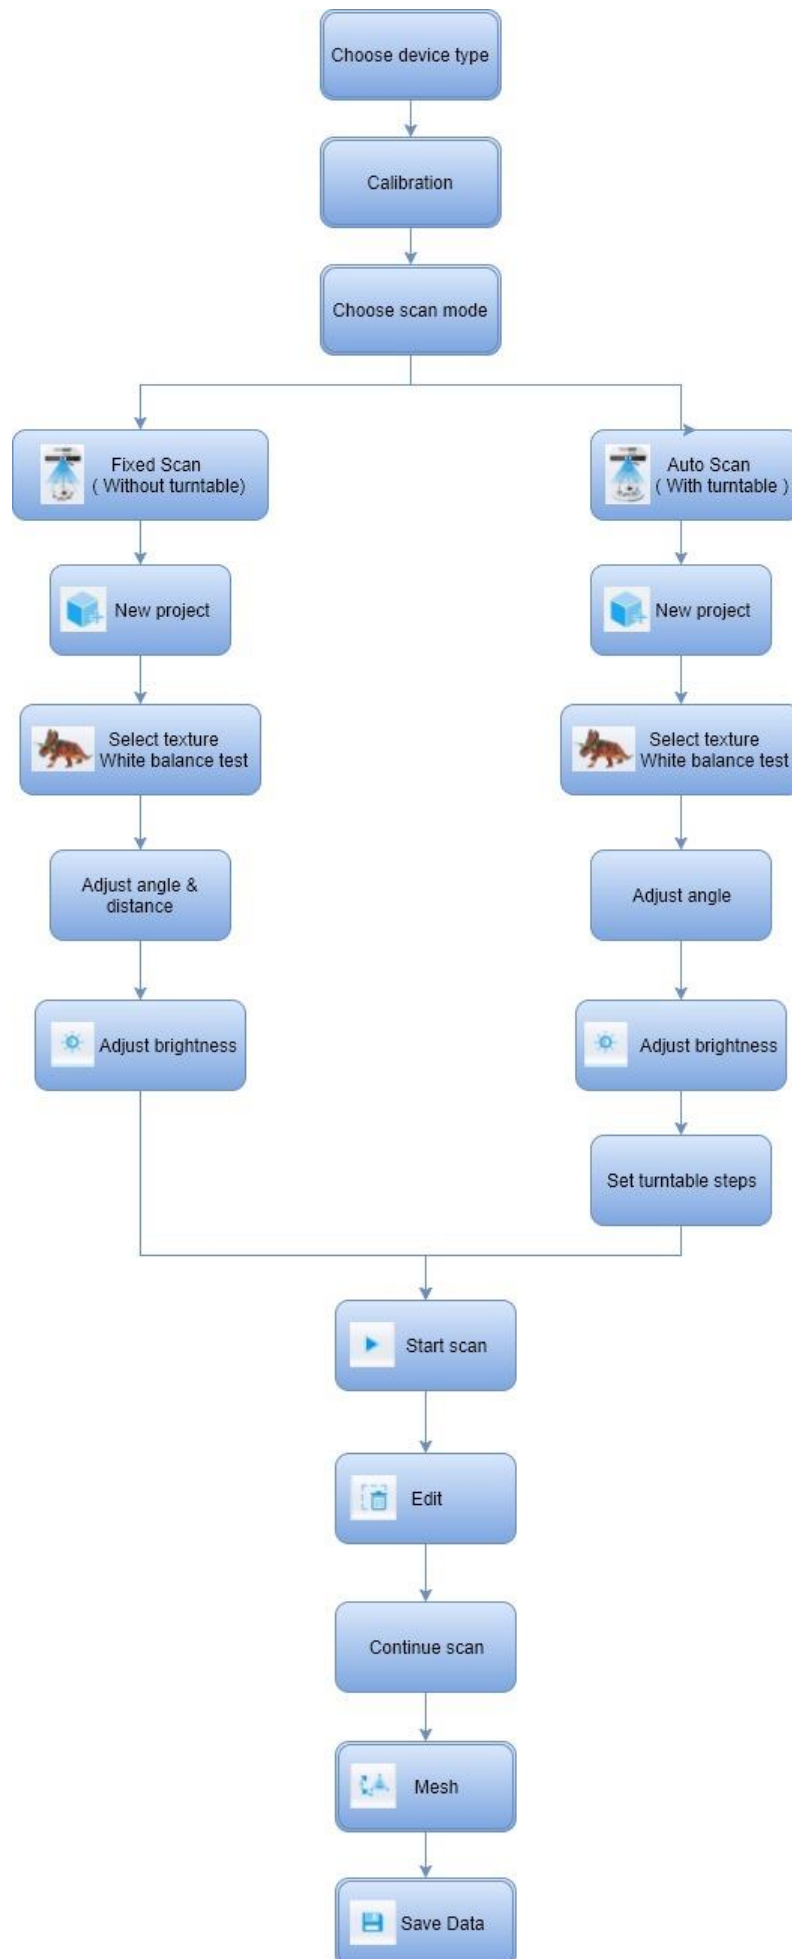 Choose device type
Calibration
Choose scan mode
Fixed Scan
( Without turntable)
New project
Select texture
White balance test
Adjust angle &
distance
Adjust brightness
Auto Scan
( With turntable )
New project
Select texture
White balance test
Adjust angle
Adjust brightness
Set turntable steps
Start scan
Edit
Continue scan
Mesh
Save Data